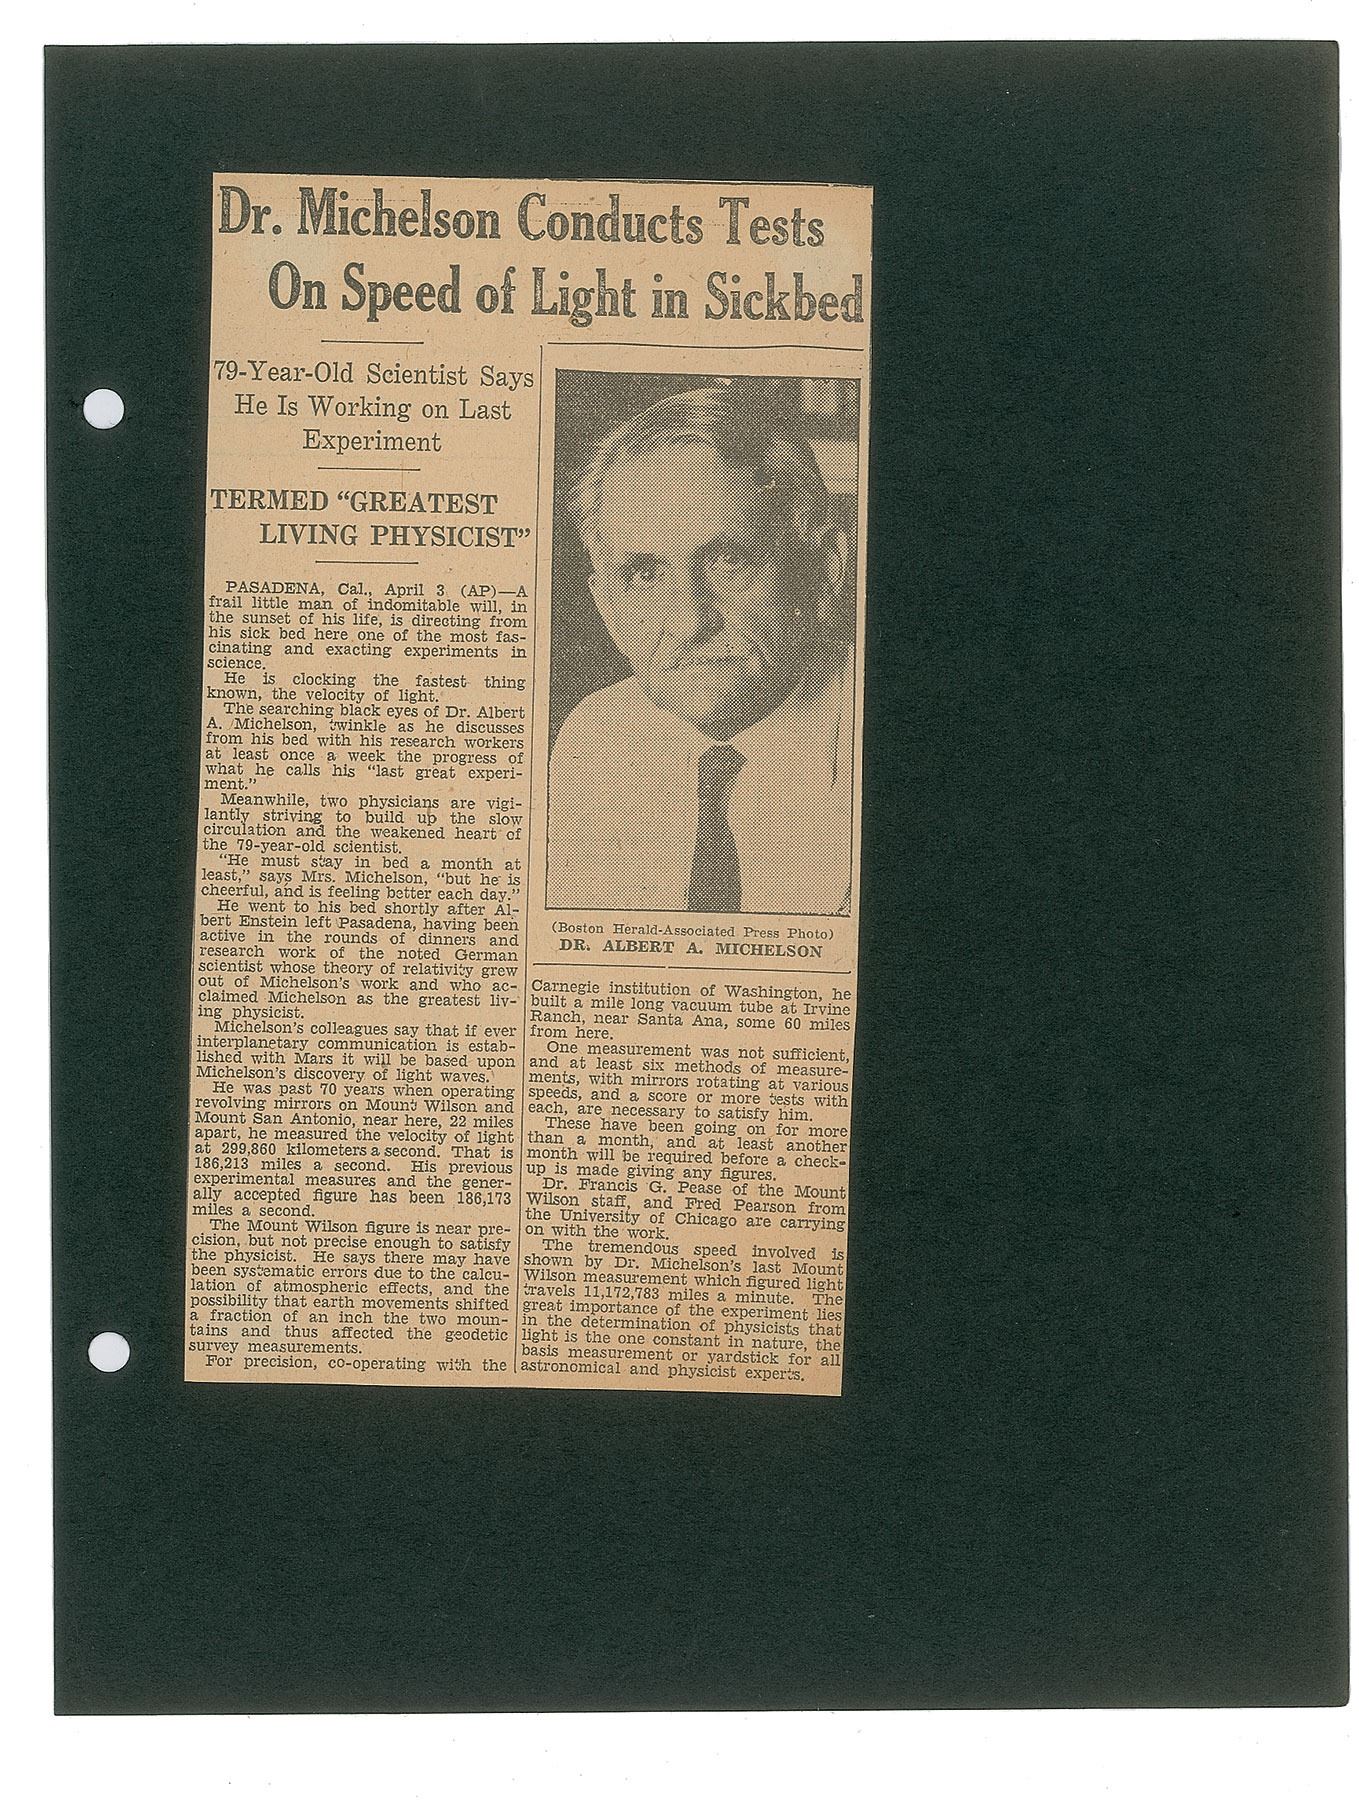 Dr. Michelson Conducts Tests
On Speed of Light in Sickbed
79-Year-Old Scientist Says
He Is Working on Last
Experiment
TERMED “GREATEST
LIVING PHYSICIST”
PASADENA, Cal., April 3 (AP)—A
frail little man of indomitable will, in
the sunset of his life, is directing from
his sick bed here one of the most fas-
cinating and exacting experiments in
science.
He is clocking the fastest thing
known, the velocity of light.
The searching black eyes of Dr. Albert
A. Michelson, twinkle as he discusses
from his bed with his research workers
at least once a week the progress of
what he calls his “last great experi-
ment.”
Meanwhile, two physicians are vigi-
lantly striving to build up the slow
circulation and the weakened heart of
the 79-year-old scientist.
“He must stay in bed a month at
least,” says Mrs. Michelson, “but he is
cheerful, and is feeling better each day.”
He went to his bed shortly after Al-
bert Enstein left Pasadena, having been
active in the rounds of dinners and
research work of the noted German
scientist whose theory of relativity grew
out of Michelson’s work and who ac-
claimed Michelson as the greatest liv-
ing physicist.
Michelson’s colleagues say that if ever
interplanetary communication is estab-
lished with Mars it will be based upon
Michelson’s discovery of light waves.
He was past 70 years when operating
revolving mirrors on Mount Wilson and
Mount San Antonio, near here, 22 miles
apart, he measured the velocity of light
at 299,860 kilometers a second. That is
186,213 miles a second. His previous
experimental measures and the gener-
ally accepted figure has been 186,173
miles a second.
The Mount Wilson figure is near pre-
cision, but not precise enough to satisfy
the physicist. He says there may have
been systematic errors due to the calcu-
lation of atmospheric effects, and the
possibility that earth movements shifted
a fraction of an inch the two moun-
tains and thus affected the geodetic
survey measurements.
For precision, co-operating with the
(Boston Herald-Associated Press Photo)
DR. ALBERT A. MICHELSON
Carnegie institution of Washington, he
built a mile long vacuum tube at Irvine
Ranch, near Santa Ana, some 60 miles
from here.
One measurement was not sufficient,
and at least six methods of measure-
ments, with mirrors rotating at various
speeds, and a score or more tests with
each, are necessary to satisfy him.
These have been going on for more
than a month, and at least another
month will be required before a check-
up is made giving any figures.
Dr. Francis G. Pease of the Mount
Wilson staff, and Fred Pearson from
the University of Chicago are carrying
on with the work.
The tremendous speed involved is
shown by Dr. Michelson’s last Mount
Wilson measurement which figured light
travels 11,172,783 miles a minute. The
great importance of the experiment lies
in the determination of physicists that
light is the one constant in nature, the
basis measurement or yardstick for all
astronomical and physicist experts.